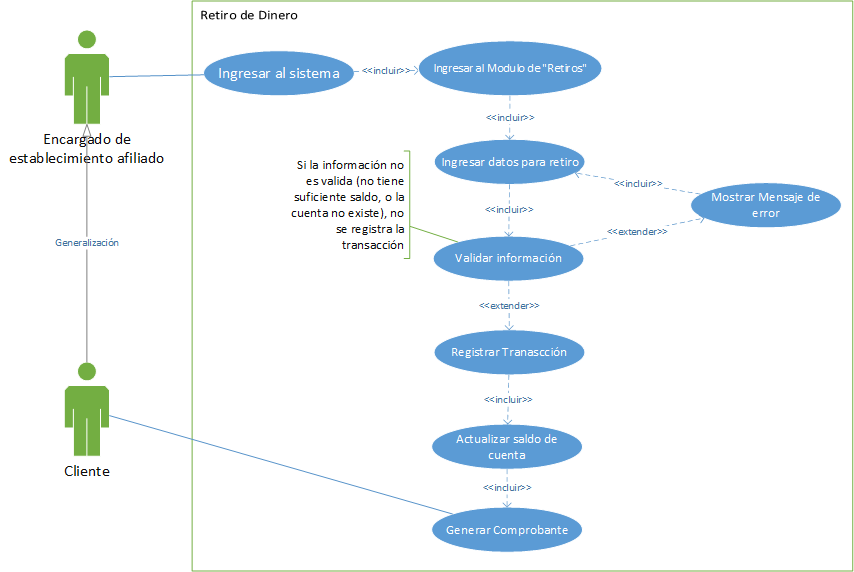 Retiro de Dinero
Ingresar al sistema
<<incluir>>
Ingresar al Modulo de "Retiros"
<<incluir>>
Encargado de
establecimiento afiliado
Ingresar datos para retiro
Si la información no
es valida (no tiene
suficiente saldo, o la
cuenta no existe), no
se registra la
transacción
<<incluir>>
<<incluir>>
Mostrar Mensaje de
error
<<extender>>
Generalización
Validar información
<<extender>>
Registrar Tranascción
<<incluir>>
Actualizar saldo de
cuenta
Cliente
<<incluir>>
Generar Comprobante